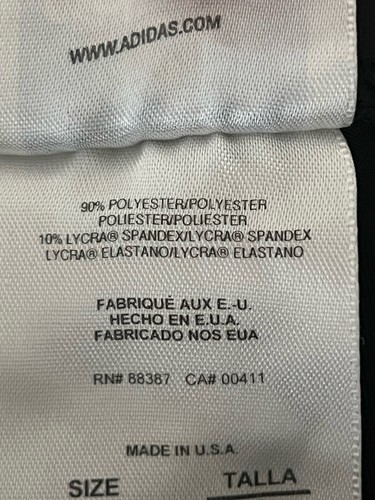 WWW.ADIDAS.COM
90% POLYESTER/POLYESTER
POLIESTER/POLIESTER
10% LYCRA® SPANDEX/LYCRA® SPANDEX
LYCRA® ELASTANO/LYCRA® ELASTANO
FABRIQUÉ AUX E.-U.
HECHO EN E.U.A.
FABRICADO NOS EUA
RN# 88387 CA# 00411
MADE IN U.S.A.
SIZE TALLA